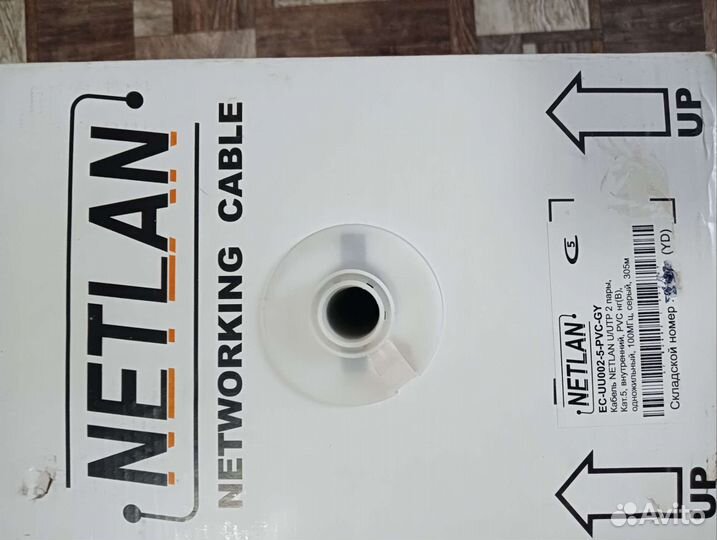 NETLAN
NETWORKING CABLE
UP
5
NETLAN
EC-UU002-5-PVC-GY
Кабель NETLAN U/UTP 2 пары,
Кат.5, внутренний, PVC нг(B),
одножильный, 100МГц, серый, 305м
Складской номер : (YD)
UP
Avito